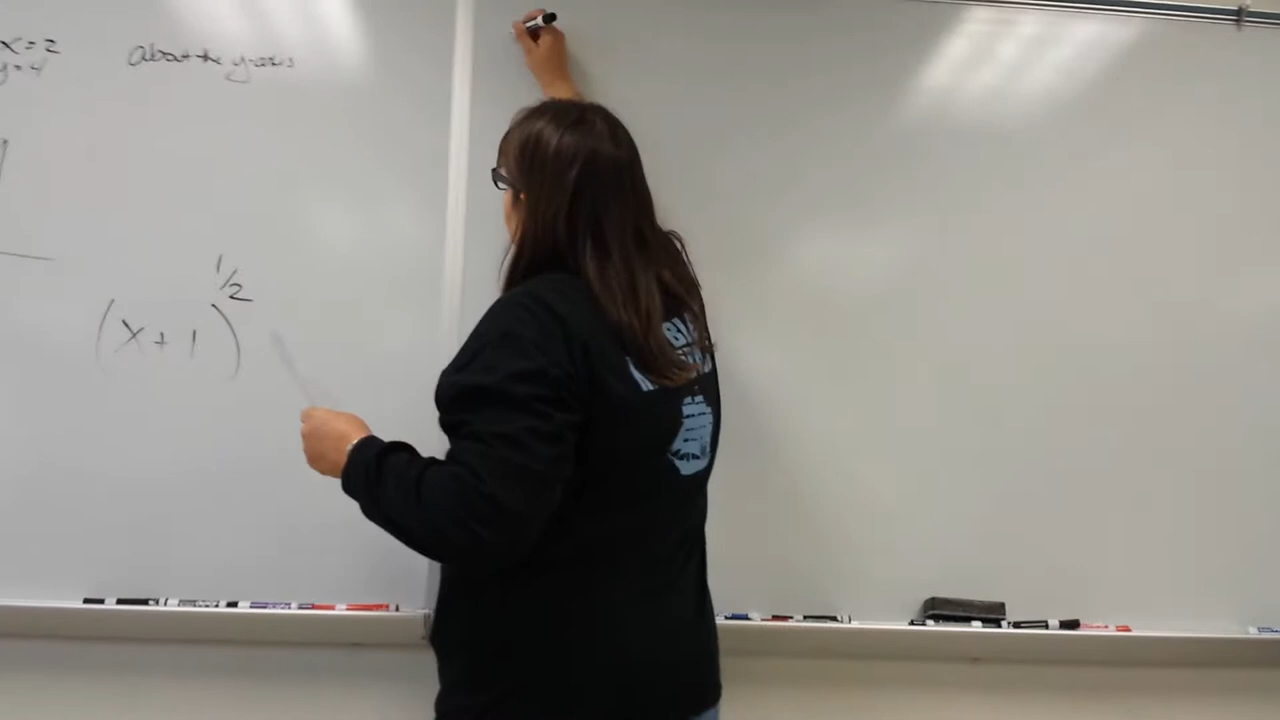 x=2
y=4
About the y-axis
(x+1)^1/2